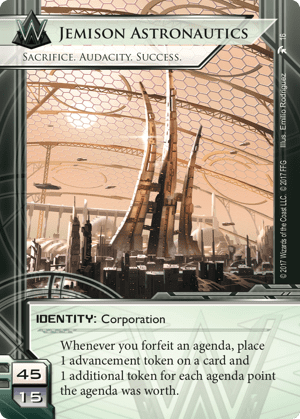 JEMISON ASTRONAUTICS
SACRIFICE. AUDACITY. SUCCESS.
16
Illus. Emilio Rodríguez
© 2017 Wizards of the Coast LLC. © 2017 FFG
IDENTITY: Corporation
Whenever you forfeit an agenda, place
1 advancement token on a card and
1 additional token for each agenda point
the agenda was worth.
45
15